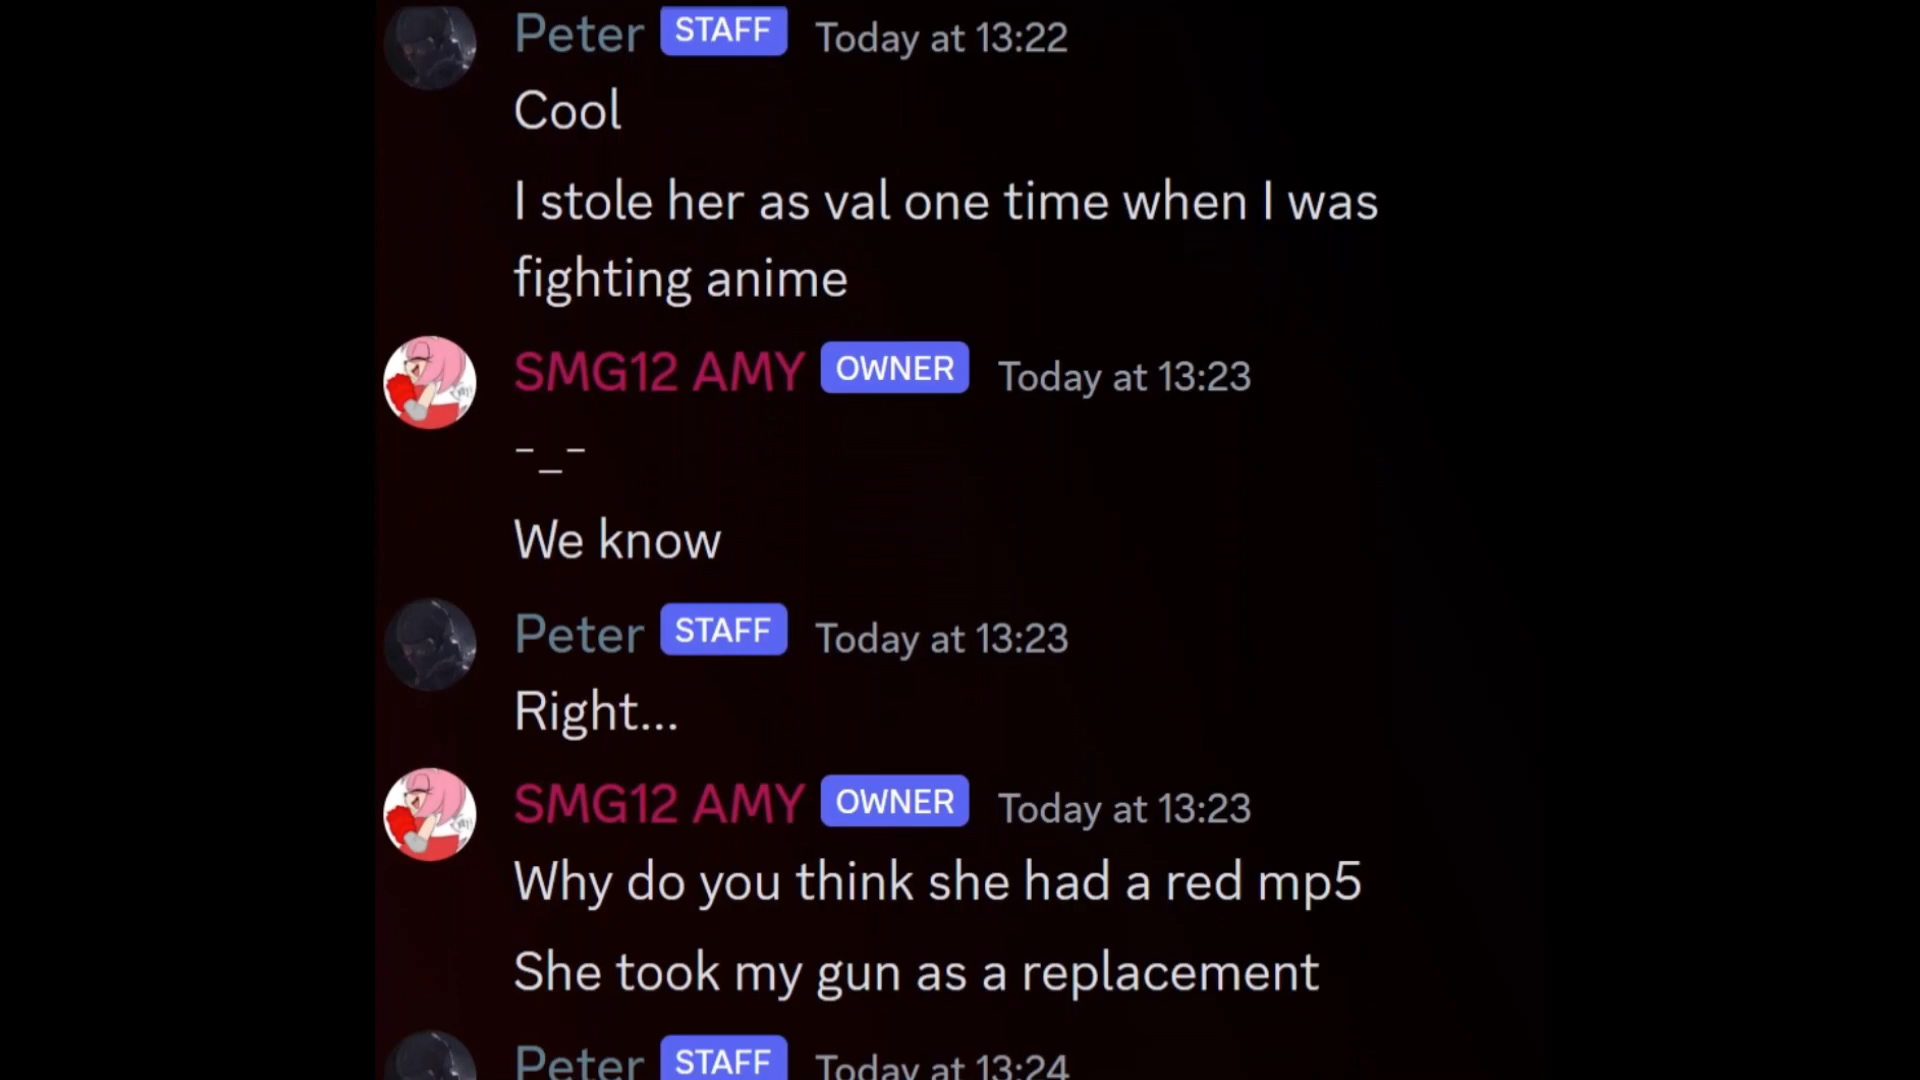 Peter STAFF Today at 13:22
Cool
I stole her as val one time when I was
fighting anime
SMG12 AMY OWNER Today at 13:23
-_-
We know
Peter STAFF Today at 13:23
Right...
SMG12 AMY OWNER Today at 13:23
Why do you think she had a red mp5
She took my gun as a replacement
Peter STAFF Today at 13:24